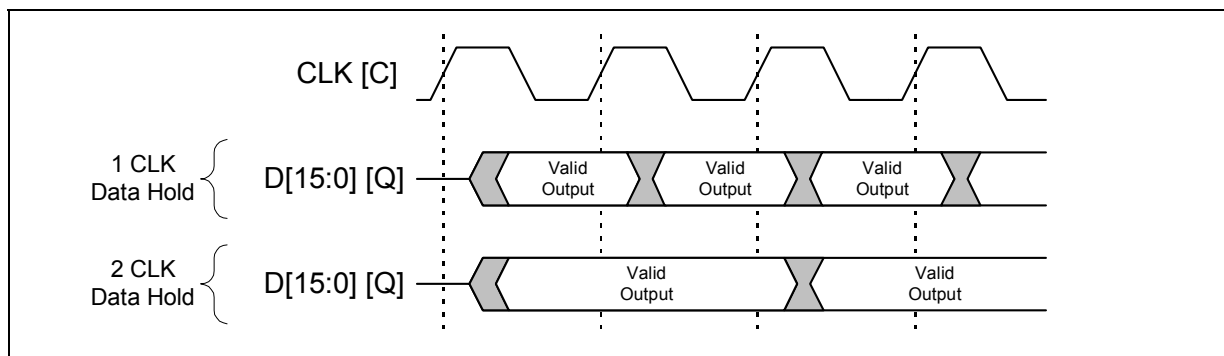 CLK [C]
1 CLK
Data Hold
D[15:0] [Q]
Valid
Output
Valid
Output
Valid
Output
2 CLK
Data Hold
D[15:0] [Q]
Valid
Output
Valid
Output